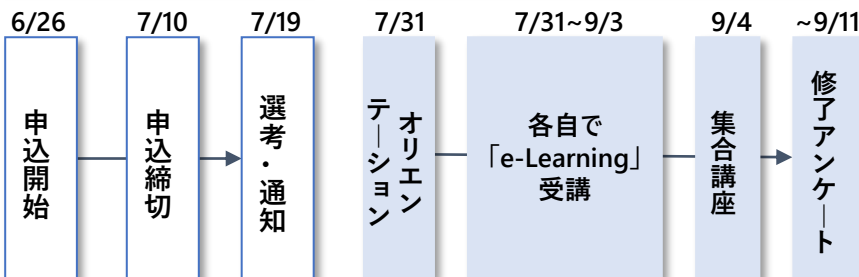 6/26
7/10
7/19
7/31
7/31~9/3
9/4
~9/11
申込開始
申込締切
選考・通知
オリエン
テーション
各自で
「e-Learning」
受講
集合講座
修了アンケート